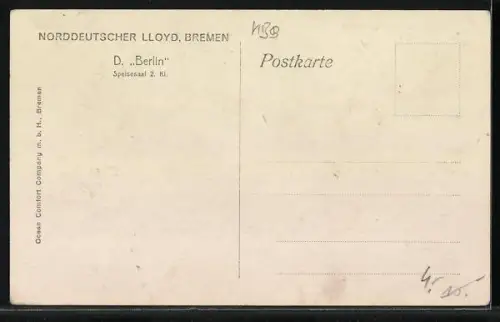 NORDDEUTSCHER LLOYD, BREMEN
D. „Berlin“
Speisesaal 2. Kl.
Postkarte
Ocean Comfort Company m. b. H., Bremen